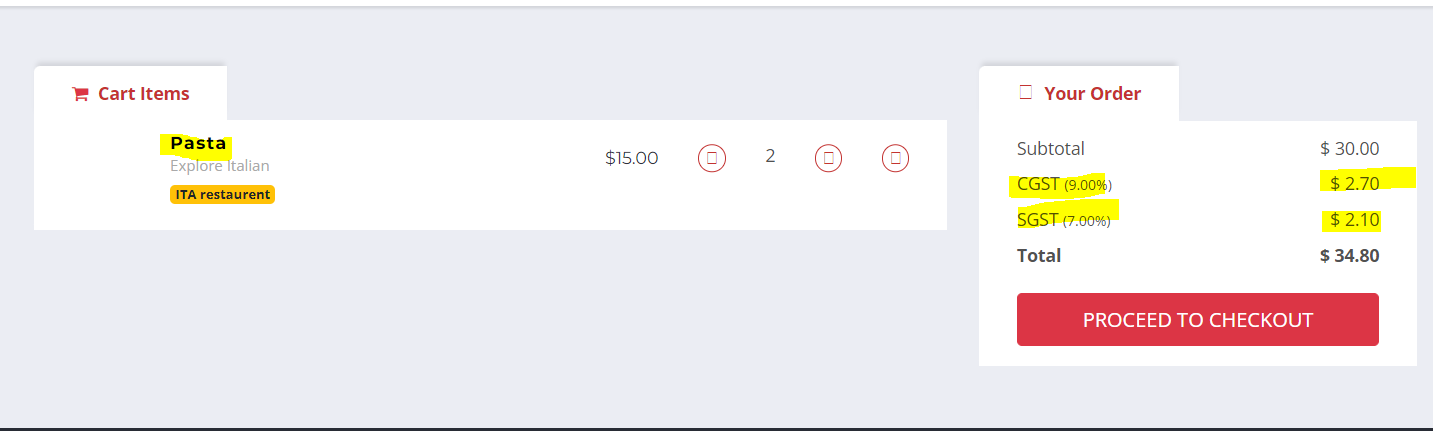 Cart Items
Pasta
Explore Italian
ITA restaurent
$15.00
2
Your Order
Subtotal $ 30.00
CGST (9.00%) $ 2.70
SGST (7.00%) $ 2.10
Total $ 34.80
PROCEED TO CHECKOUT